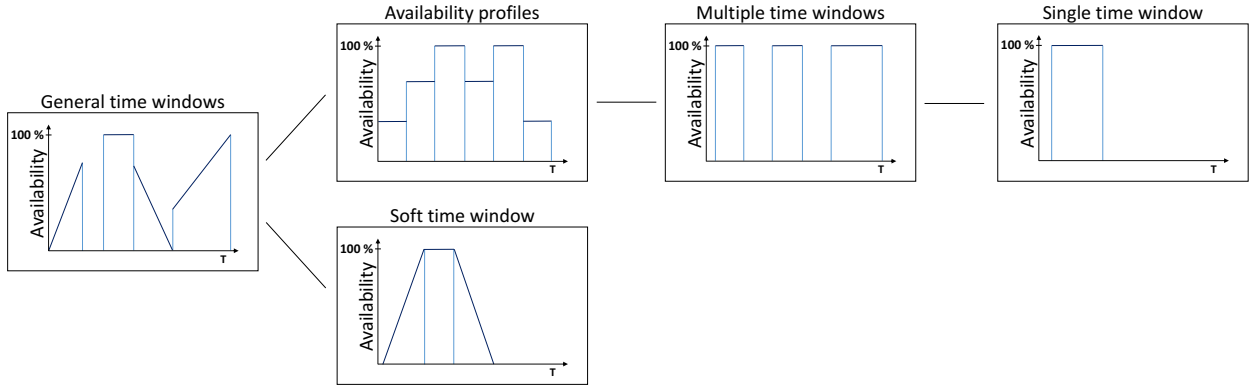 General time windows
100 %
Availability
T
Availability profiles
100 %
Availability
T
Multiple time windows
100 %
Availability
T
Single time window
100 %
Availability
T
Soft time window
100 %
Availability
T